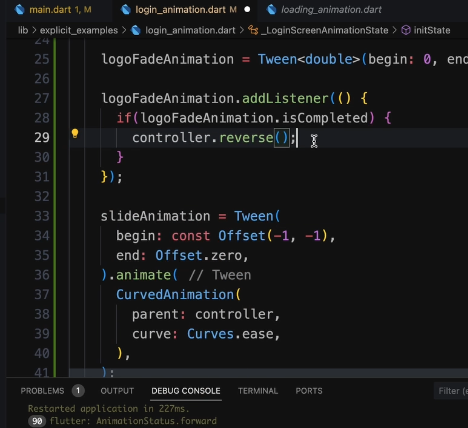 main.dart 1, M
login_animation.dart M
loading_animation.dart
lib > explicit_examples > login_animation.dart > _LoginScreenAnimationState > initState
24
25 logoFadeAnimation = Tween<double>(begin: 0, end
26
27 logoFadeAnimation.addListener(() {
28 if(logoFadeAnimation.isCompleted) {
29 controller.reverse();
30 }
31 });
32
33 slideAnimation = Tween(
34 begin: const Offset(-1, -1),
35 end: Offset.zero,
36 ).animate( // Tween
37 CurvedAnimation(
38 parent: controller,
39 curve: Curves.ease,
40 ),
41 );
PROBLEMS 1 OUTPUT DEBUG CONSOLE TERMINAL PORTS Filter (e
Restarted application in 227ms.
90 flutter: AnimationStatus.forward